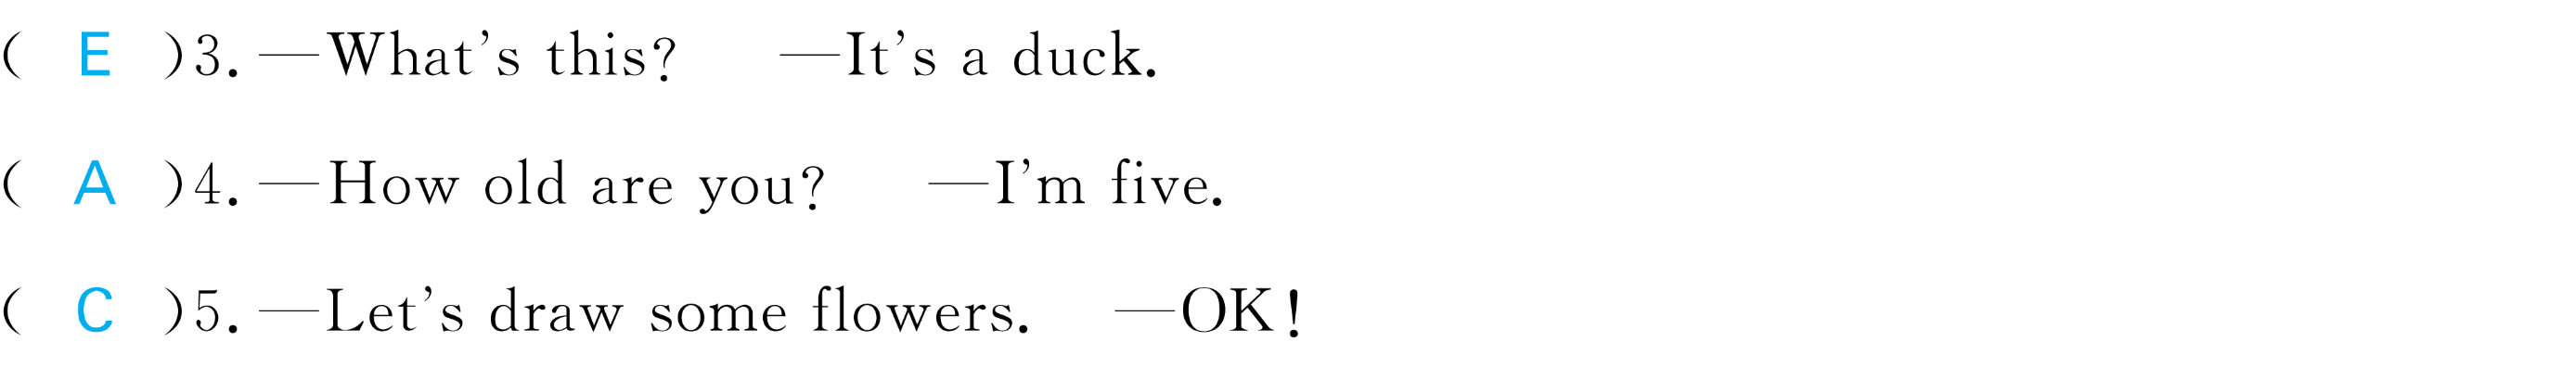 ( E )3. —What's this? —It's a duck.
( A )4. —How old are you? —I'm five.
( C )5. —Let's draw some flowers. —OK!